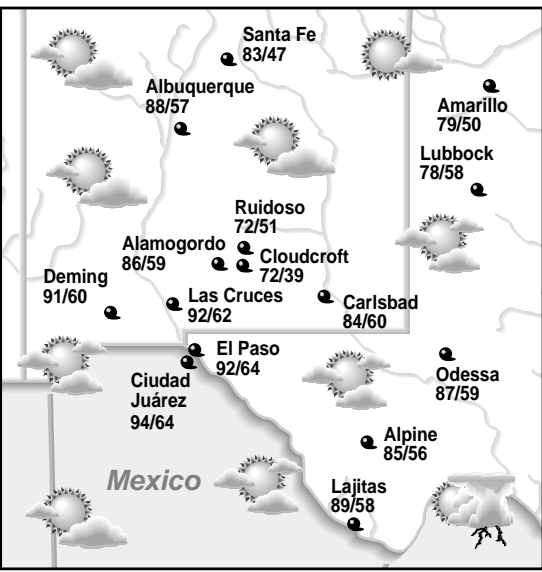 Santa Fe
83/47
Albuquerque
88/57
Amarillo
79/50
Lubbock
78/58
Ruidoso
72/51
Alamogordo
86/59
Cloudcroft
72/39
Deming
91/60
Las Cruces
92/62
Carlsbad
84/60
El Paso
92/64
Ciudad
Juárez
94/64
Odessa
87/59
Alpine
85/56
Mexico
Lajitas
89/58